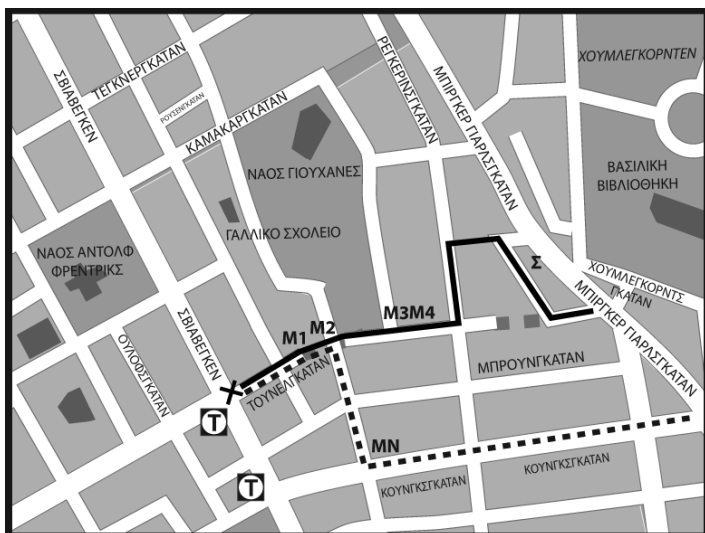 ΣΒΙΑΒΕΓΚΕΝ
ΤΕΓΚΝΕΡΓΚΑΤΑΝ
ΡΟΥΣΕΝΓΚΑΤΑΝ
ΚΑΜΑΚΑΡΓΚΑΤΑΝ
ΡΕΓΚΕΡΙΝΣΓΚΑΤΑΝ
ΜΠΙΡΓΚΕΡ ΓΙΑΡΛΣΓΚΑΤΑΝ
ΧΟΥΜΛΕΓΚΟΡΝΤΕΝ
ΝΑΟΣ ΓΙΟΥΧΑΝΕΣ
ΒΑΣΙΛΙΚΗ
ΒΙΒΛΙΟΘΗΚΗ
ΓΑΛΛΙΚΟ ΣΧΟΛΕΙΟ
ΝΑΟΣ ΑΝΤΟΛΦ
ΦΡΕΝΤΡΙΚΣ
Σ
ΧΟΥΜΛΕΓΚΟΡΝΤΣ
ΓΚΑΤΑΝ
ΜΠΙΡΓΚΕΡ ΓΙΑΡΛΣΓΚΑΤΑΝ
ΣΒΙΑΒΕΓΚΕΝ
ΟΥΛΟΦΣΓΚΑΤΑΝ
Μ1
Μ2
Μ3Μ4
ΤΟΥΝΕΛΓΚΑΤΑΝ
ΜΠΡΟΥΝΓΚΑΤΑΝ
T
ΜΝ
ΚΟΥΝΓΚΣΓΚΑΤΑΝ
T
ΚΟΥΝΓΚΣΓΚΑΤΑΝ